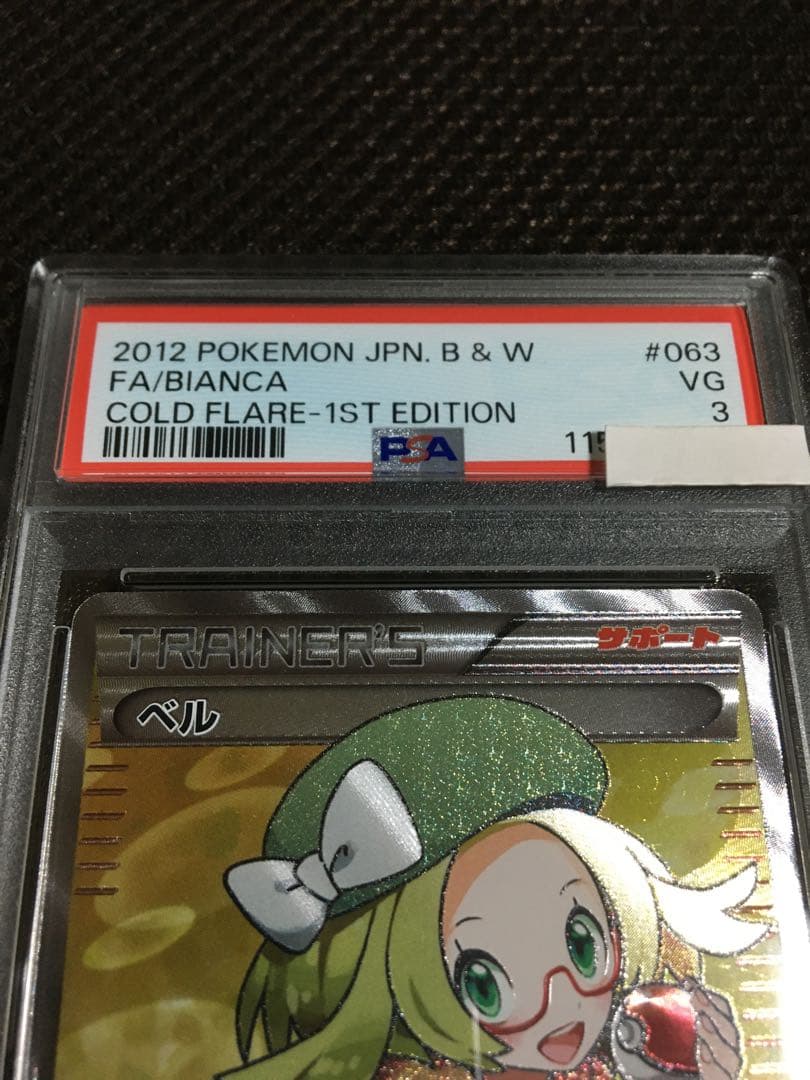 2012 POKEMON JPN. B & W #063
FA/BIANCA VG
COLD FLARE-1ST EDITION 3
PSA
TRAINER'S サポート
ベル